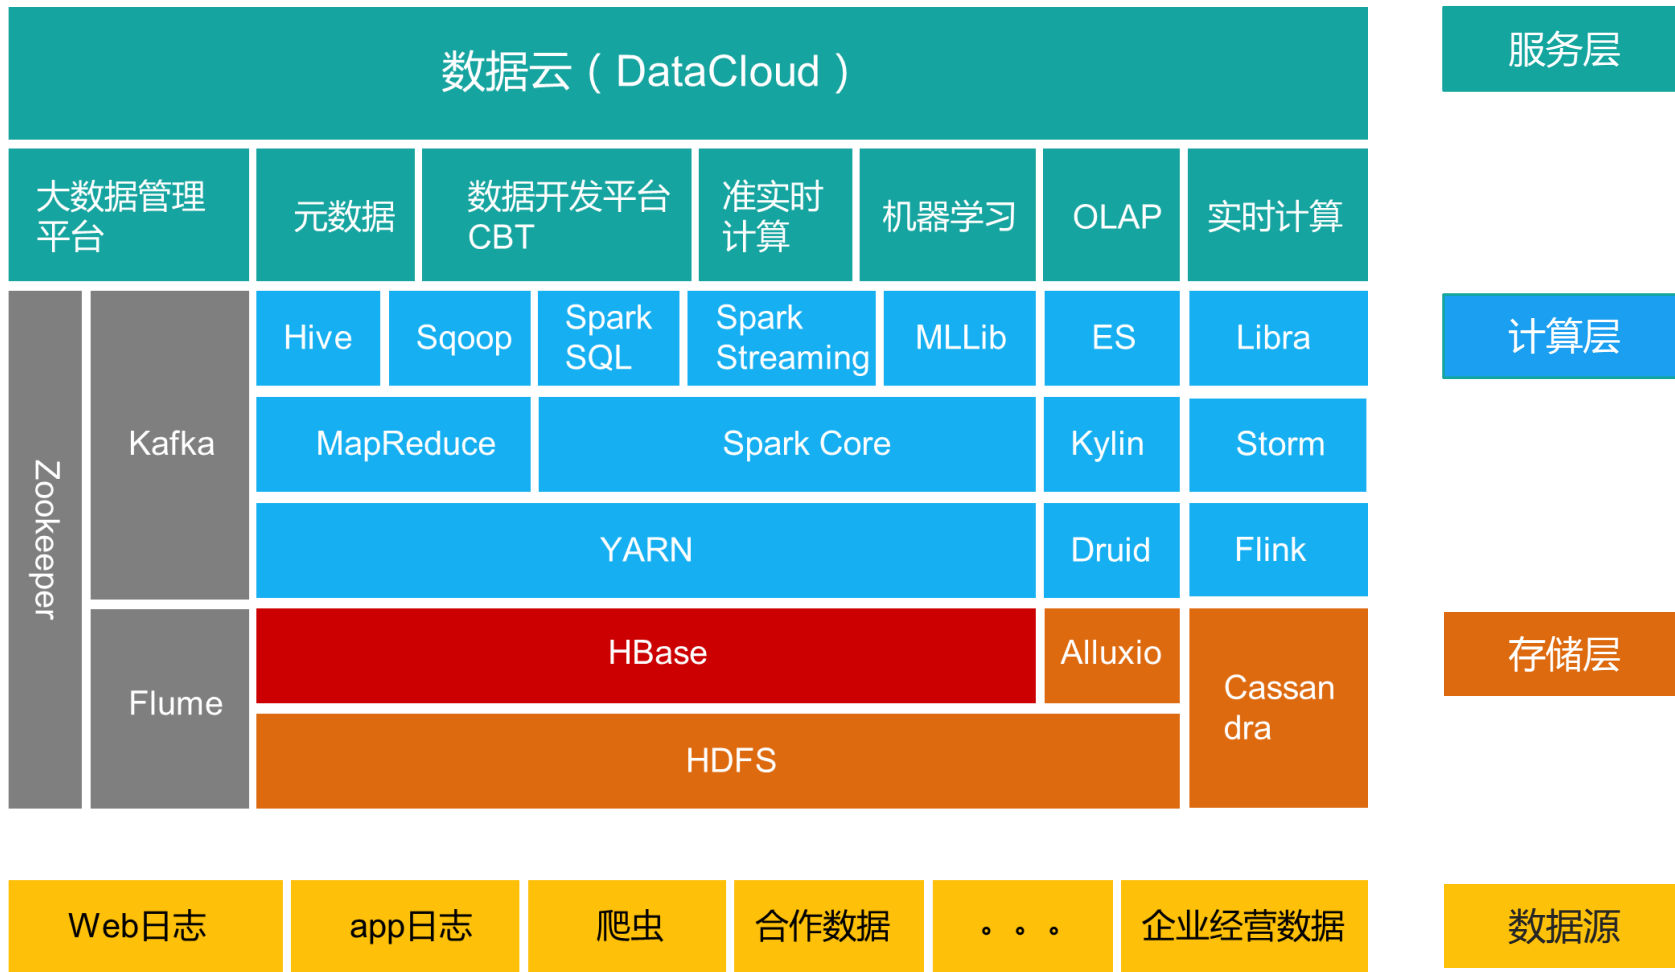 数据云（DataCloud）
服务层
大数据管理
平台
元数据
数据开发平台
CBT
准实时
计算
机器学习
OLAP
实时计算
Zookeeper
Kafka
Hive
Sqoop
Spark
SQL
Spark
Streaming
MLLib
ES
Libra
计算层
MapReduce
Spark Core
Kylin
Storm
YARN
Druid
Flink
Flume
HBase
Alluxio
Cassan
dra
存储层
HDFS
Web日志
app日志
爬虫
合作数据
。。。
企业经营数据
数据源